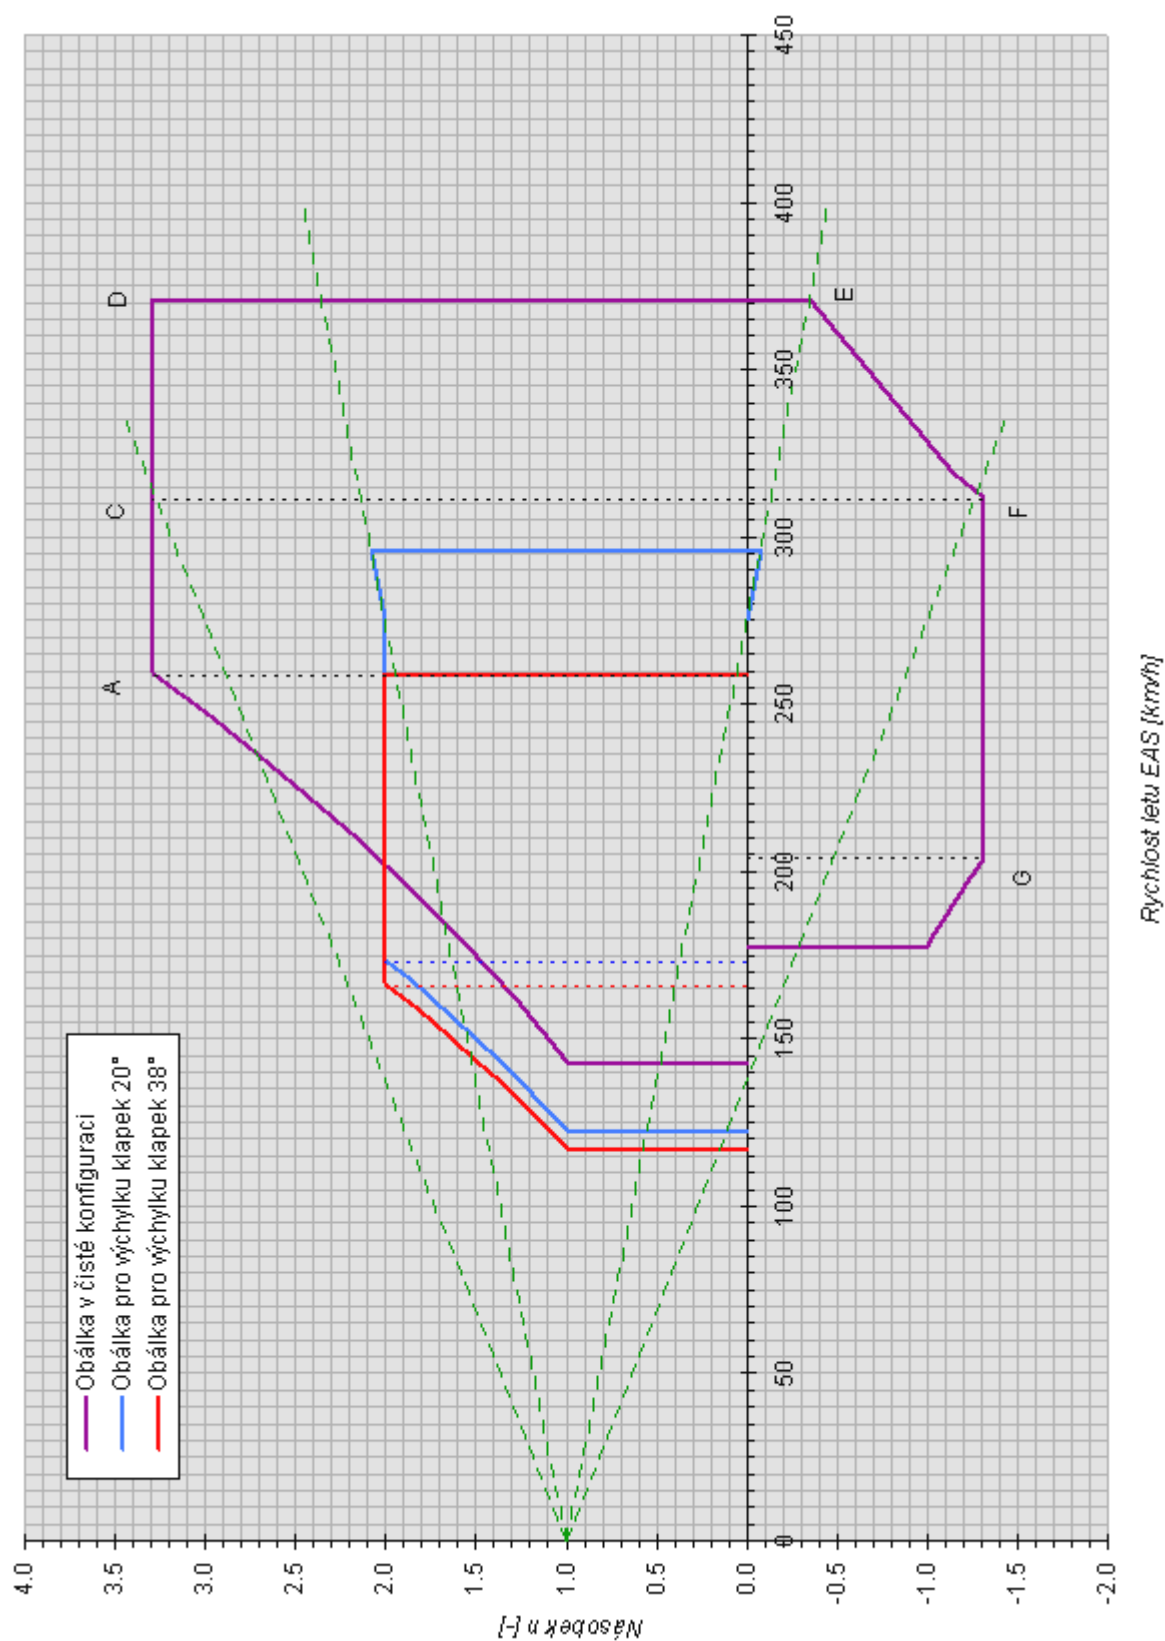 Obálka v čisté konfiguraci
Obálka pro výchylku klapek 20°
Obálka pro výchylku klapek 38°
4.0
3.5
3.0
2.5
2.0
1.5
1.0
0.5
0.0
-0.5
-1.0
-1.5
-2.0
Násobek n [-]
0
50
100
150
200
250
300
350
400
450
Rychlost letu EAS [km/h]
A
C
D
E
F
G